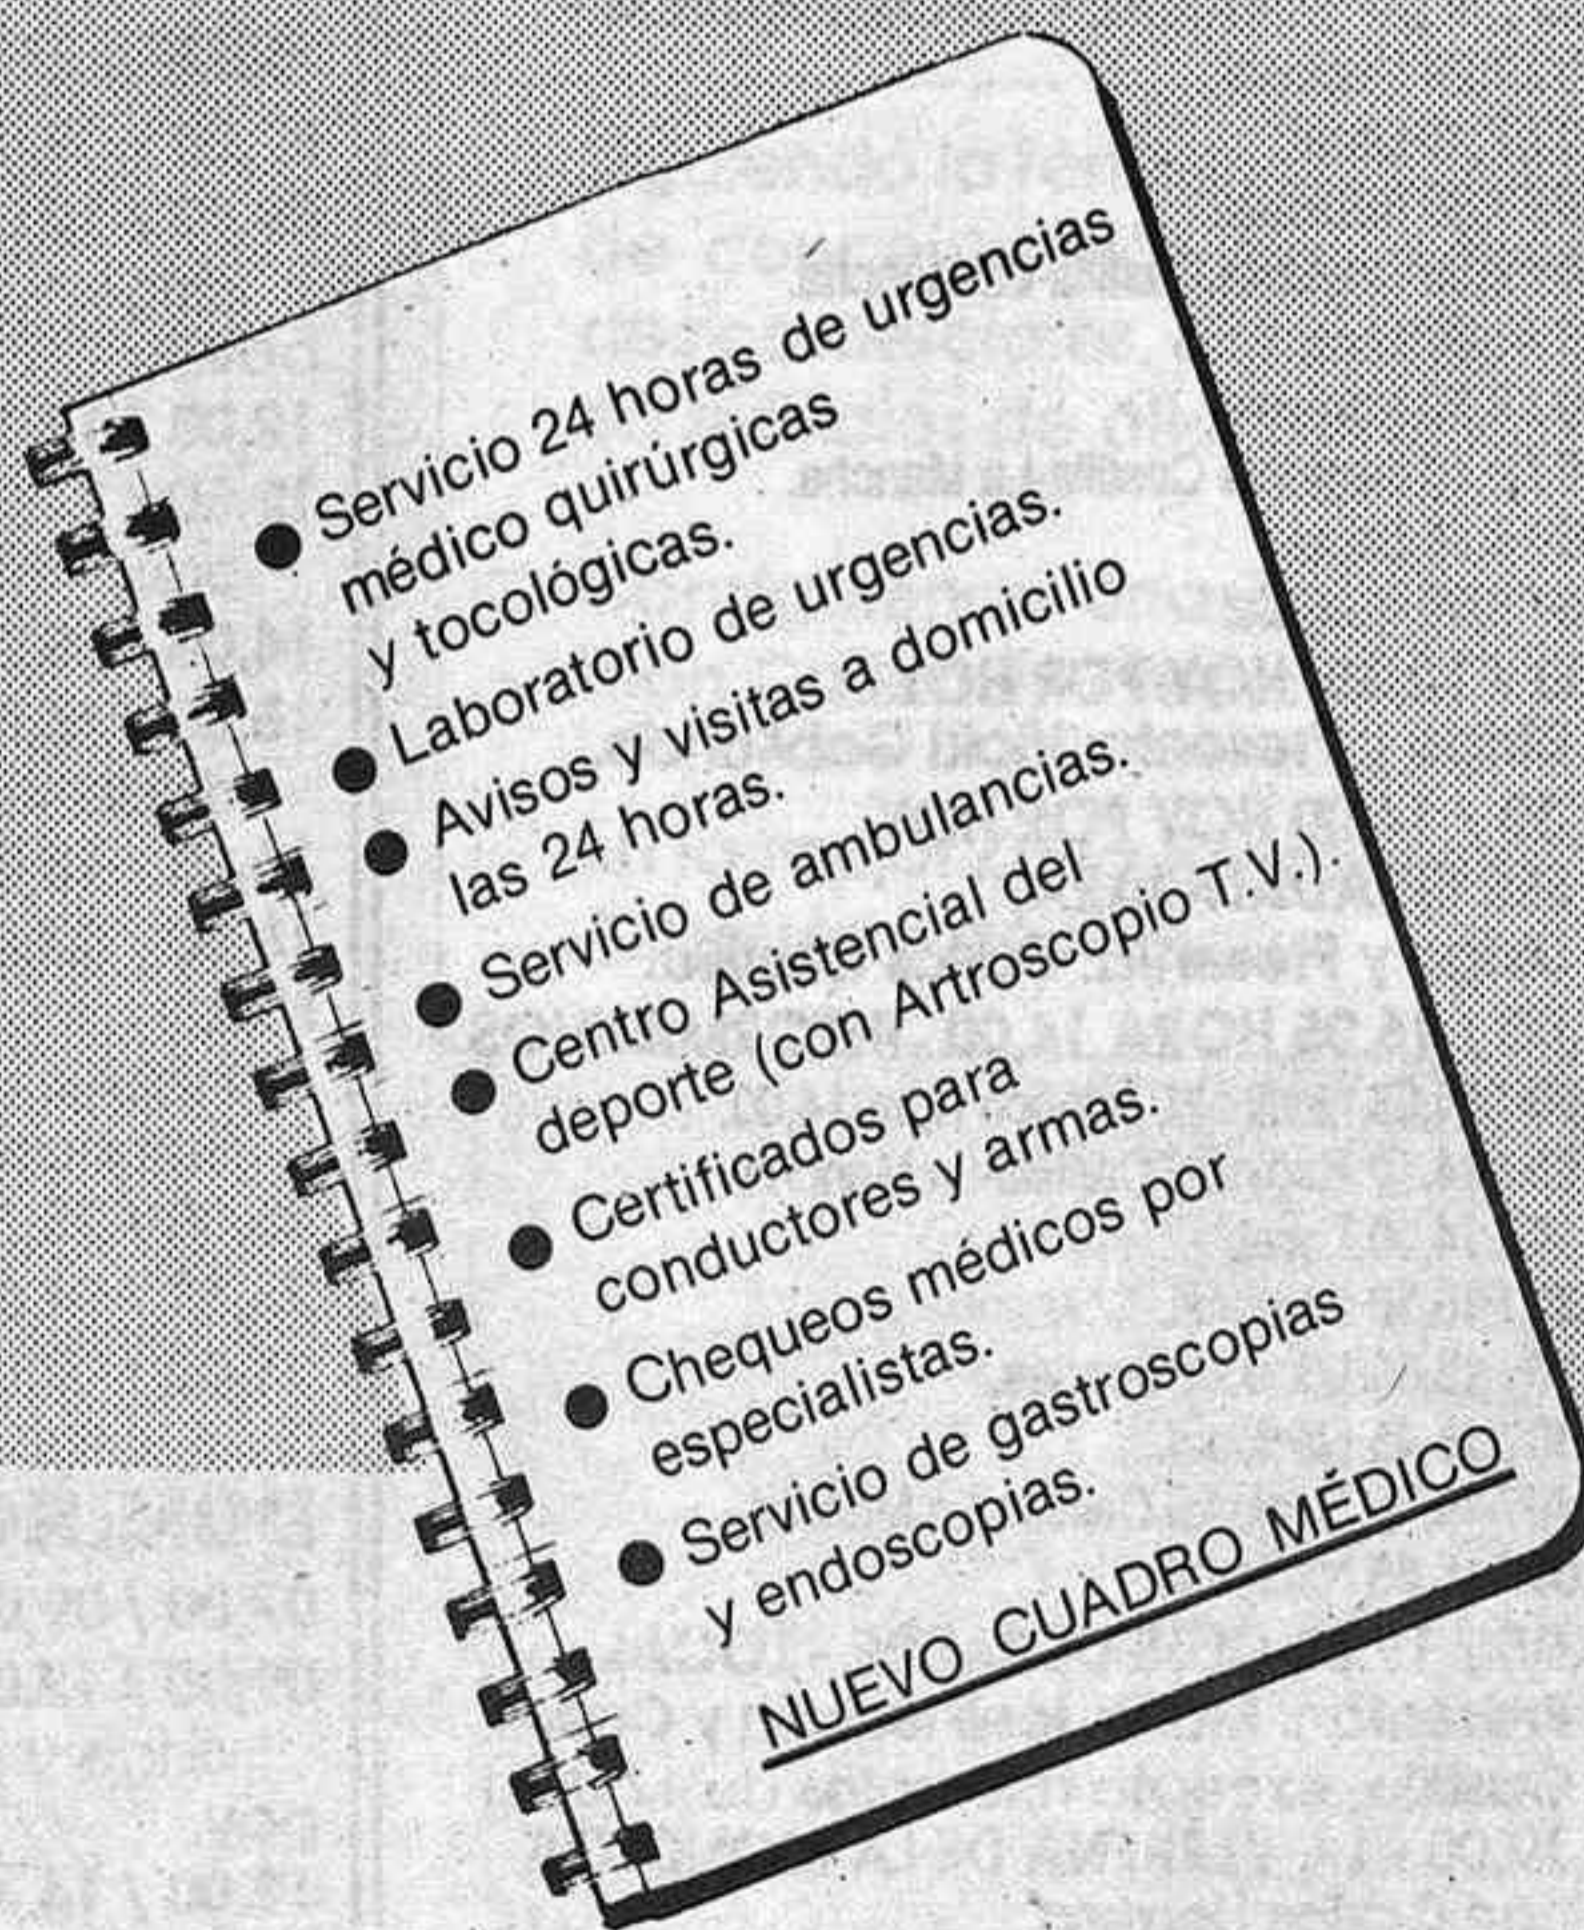 ● Servicio 24 horas de urgencias
médico quirúrgicas
y tocológicas.
● Laboratorio de urgencias.
● Avisos y visitas a domicilio
las 24 horas.
● Servicio de ambulancias.
● Centro Asistencial del
deporte (con Artroscopio T.V.).
● Certificados para
conductores y armas.
● Chequeos médicos por
especialistas.
● Servicio de gastroscopias
y endoscopias.
NUEVO CUADRO MÉDICO